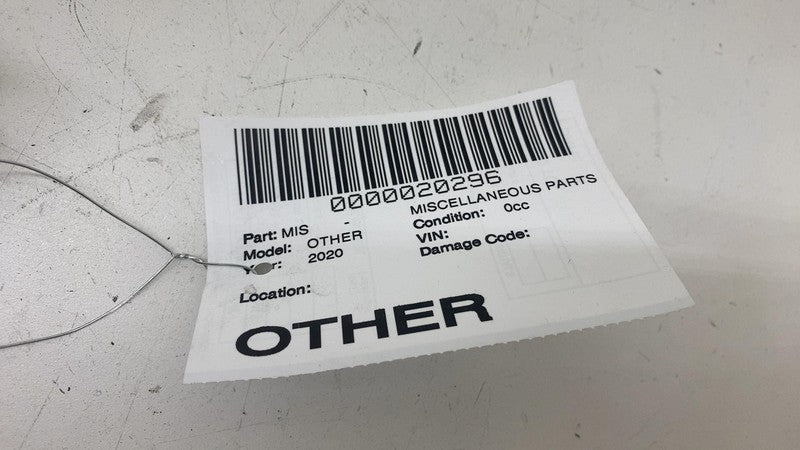 0000020296
Part: MIS - MISCELLANEOUS PARTS
Model: OTHER Condition: 0cc
Year: 2020 VIN:
Damage Code:
Location:
OTHER